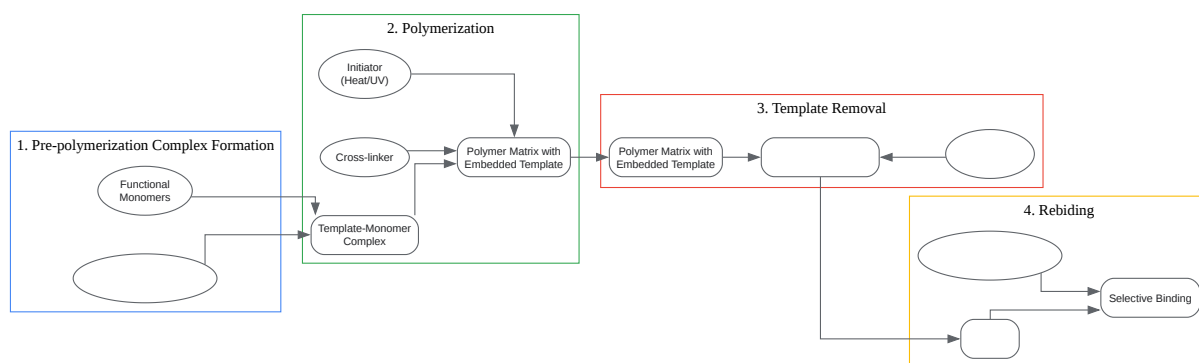 1. Pre-polymerization Complex Formation
Functional
Monomers
2. Polymerization
Initiator
(Heat/UV)
Cross-linker
Polymer Matrix with
Embedded Template
Template-Monomer
Complex
3. Template Removal
Polymer Matrix with
Embedded Template
4. Rebiding
Selective Binding